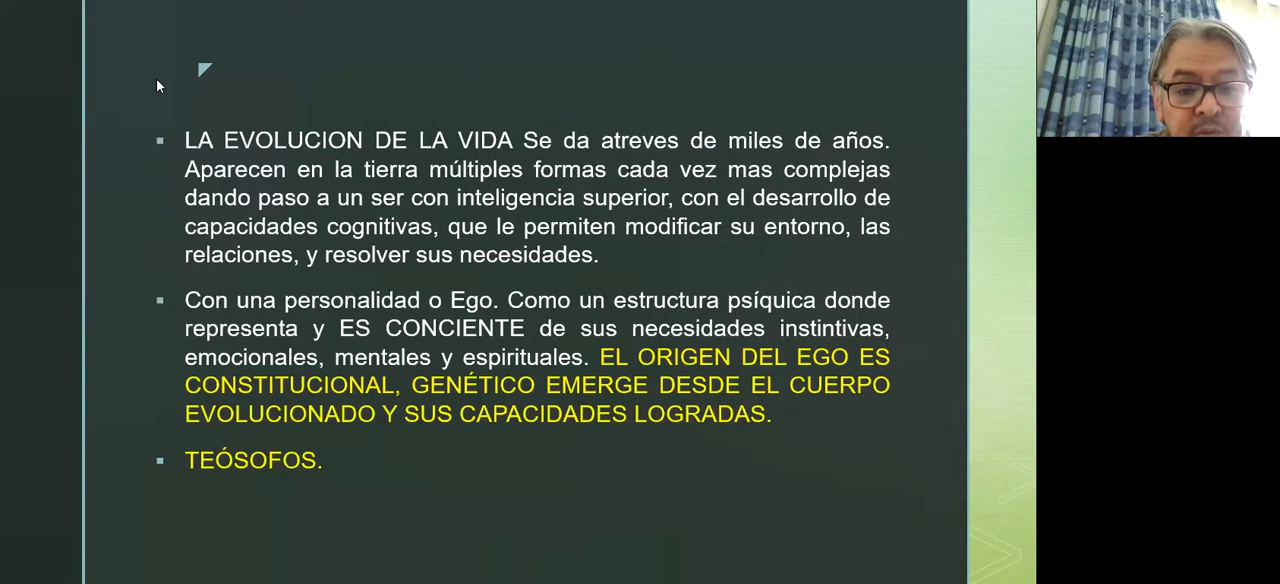 LA EVOLUCION DE LA VIDA Se da atreves de miles de años.
Aparecen en la tierra múltiples formas cada vez mas complejas
dando paso a un ser con inteligencia superior, con el desarrollo de
capacidades cognitivas, que le permiten modificar su entorno, las
relaciones, y resolver sus necesidades.
Con una personalidad o Ego. Como un estructura psíquica donde
representa y ES CONCIENTE de sus necesidades instintivas,
emocionales, mentales y espirituales. EL ORIGEN DEL EGO ES
CONSTITUCIONAL, GENÉTICO EMERGE DESDE EL CUERPO
EVOLUCIONADO Y SUS CAPACIDADES LOGRADAS.
TEÓSOFOS.